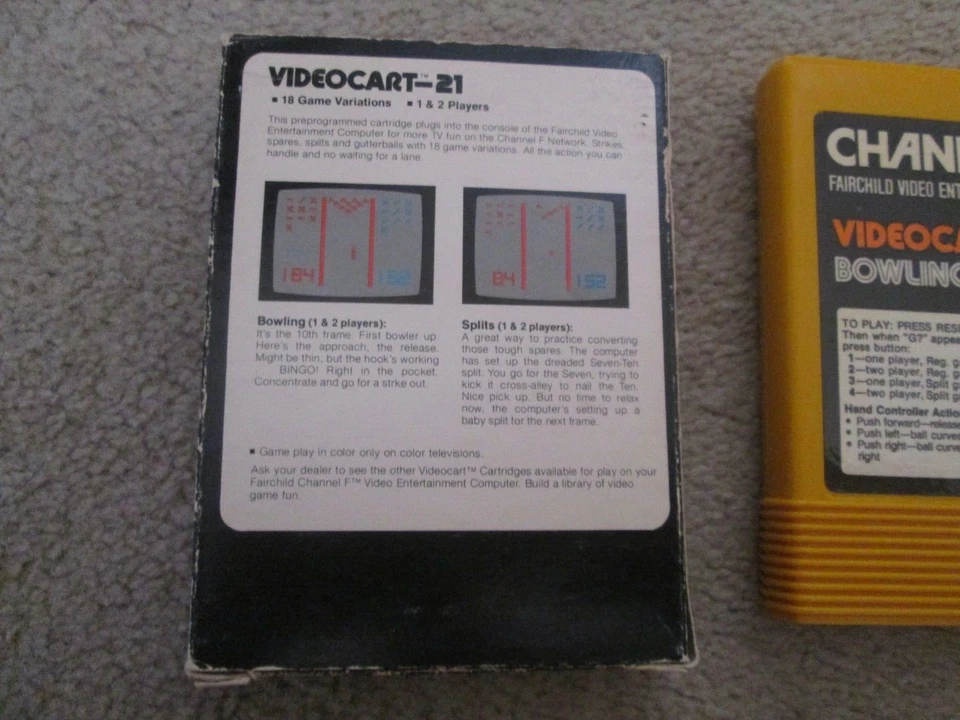 VIDEOCART™-21
■ 18 Game Variations ■ 1 & 2 Players
This preprogrammed cartridge plugs into the console of the Fairchild Video
Entertainment Computer for more TV fun on the Channel F Network. Strikes,
spares, splits and gutterballs with 18 game variations. All the action you can
handle and no waiting for a lane.
184 152
84 152
Bowling (1 & 2 players):
It's the 10th frame. First bowler up.
Here's the approach, the release.
Might be thin, but the hook's working
BINGO! Right in the pocket.
Concentrate and go for a strke out.
Splits (1 & 2 players):
A great way to practice converting
those tough spares. The computer
has set up the dreaded Seven-Ten
split. You go for the Seven, trying to
kick it cross-alley to nail the Ten.
Nice pick up. But no time to relax
now, the computer's setting up a
baby split for the next frame.
■ Game play in color only on color televisions.
Ask your dealer to see the other Videocart™ Cartridges available for play on your
Fairchild Channel F™ Video Entertainment Computer. Build a library of video
game fun.
CHANN
FAIRCHILD VIDEO ENT
VIDEOCA
BOWLING
TO PLAY: PRESS RES
Then when "G?" appea
press button:
1—one player, Reg. g
2—two player, Reg. g
3—one player, Split g
4—two player, Split g
Hand Controller Actio
• Push forward—release
• Push left—ball curve
• Push right—ball curve
right